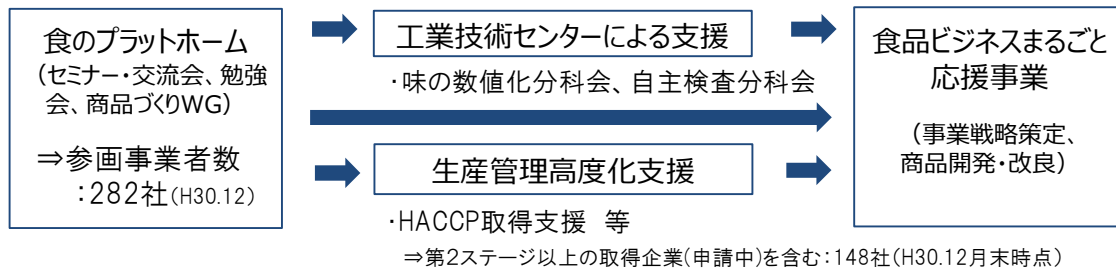 食のプラットホーム
（セミナー・交流会、勉強
会、商品づくりWG）
⇒参画事業者数
：282社(H30.12)
工業技術センターによる支援
・味の数値化分科会、自主検査分科会
生産管理高度化支援
・HACCP取得支援　等
⇒第2ステージ以上の取得企業(申請中)を含む：148社(H30.12月末時点)
食品ビジネスまるごと
応援事業
（事業戦略策定、
商品開発・改良）